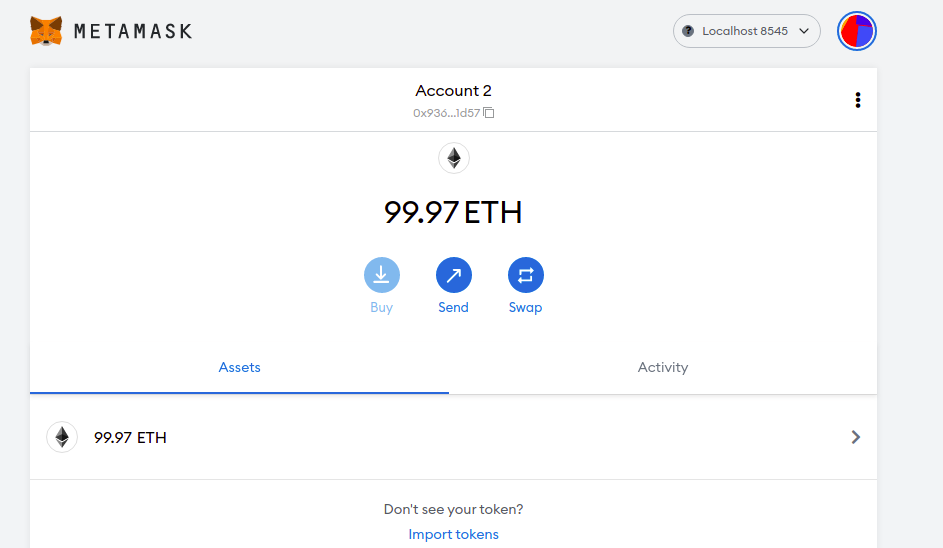 METAMASK
? Localhost 8545
Account 2
0x936...1d57
99.97 ETH
Buy Send Swap
Assets Activity
99.97 ETH
Don't see your token?
Import tokens